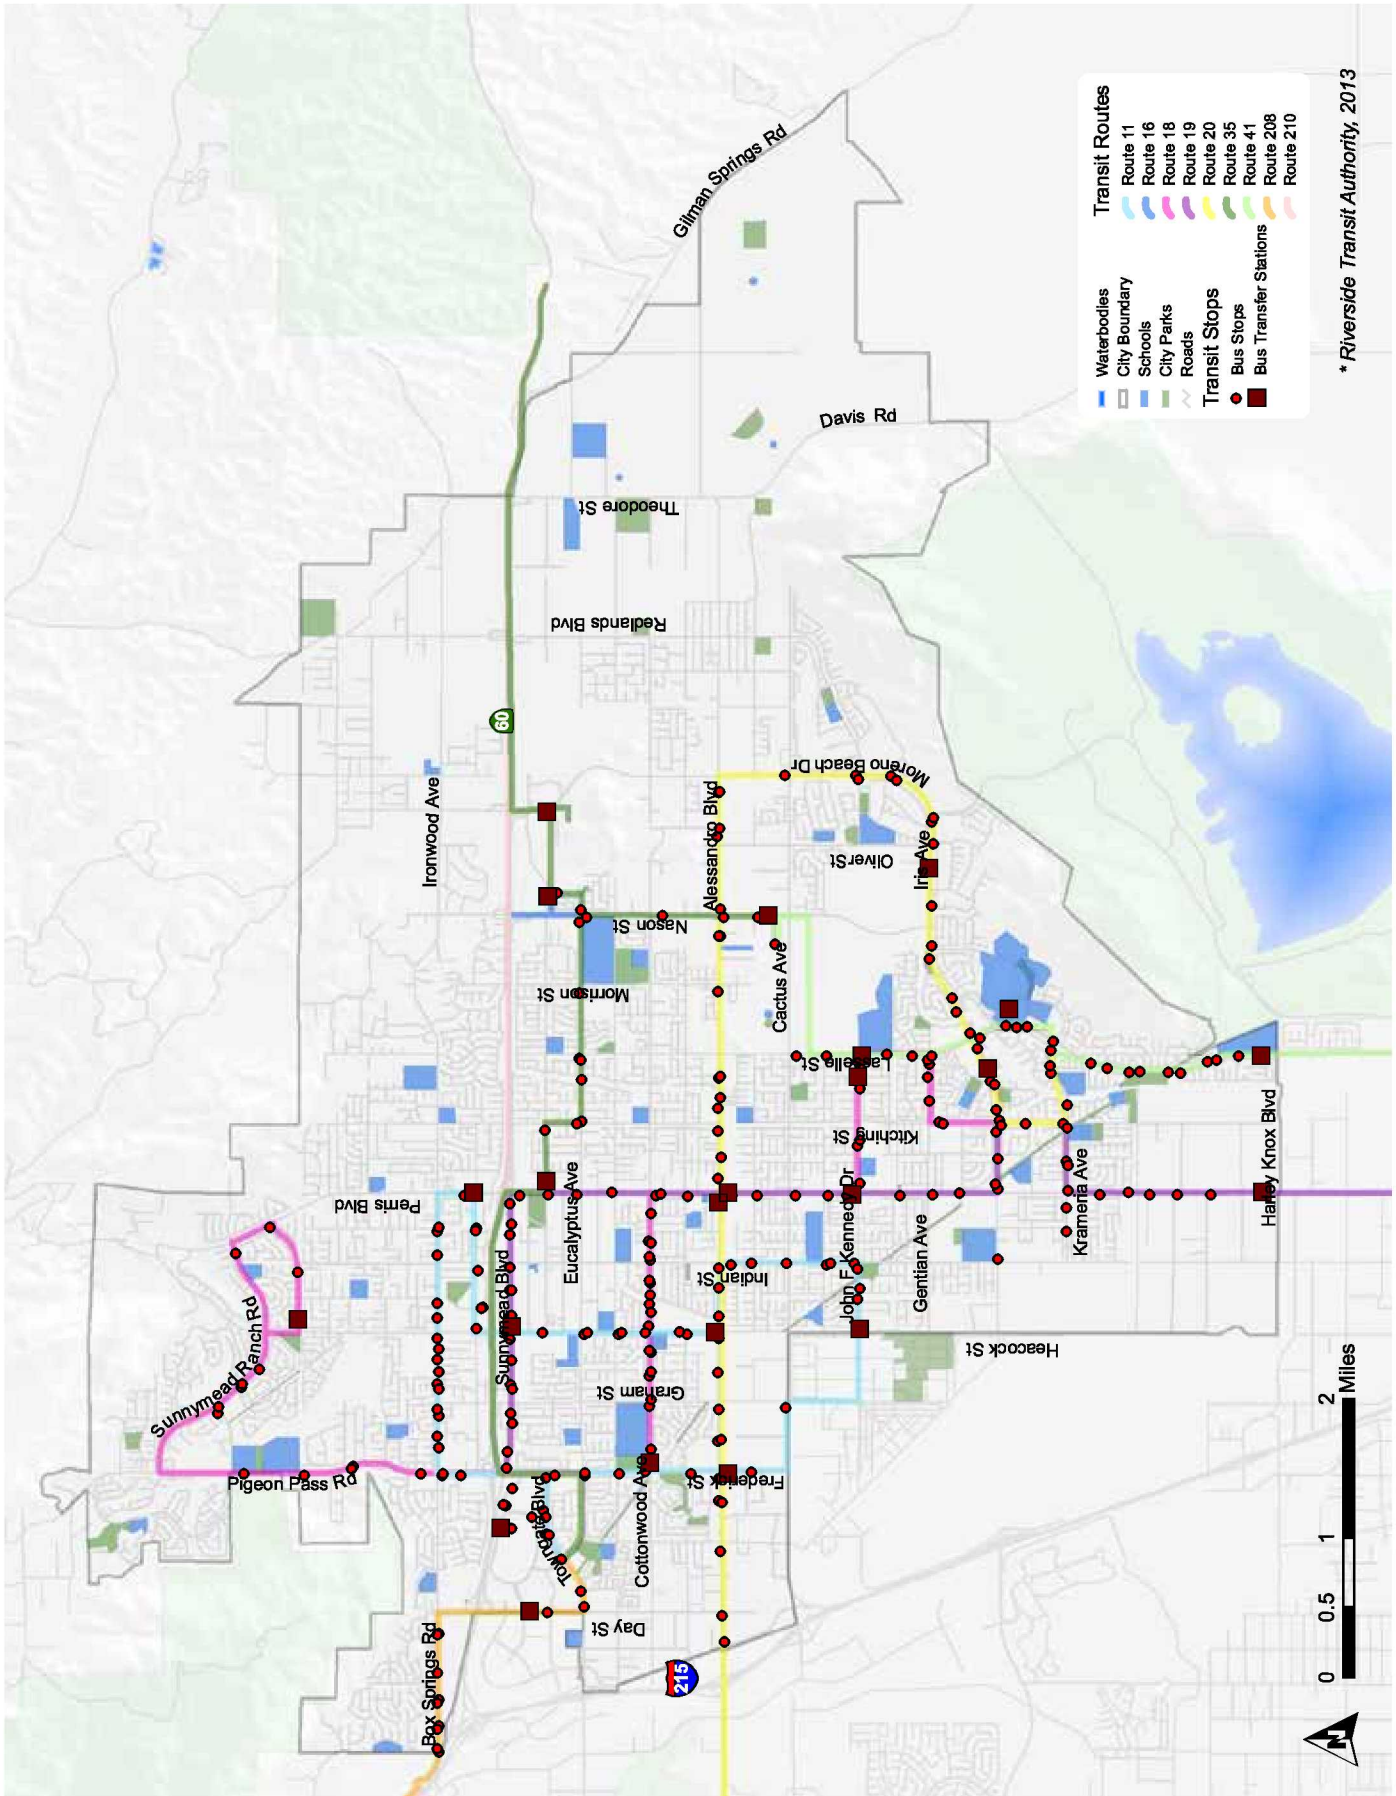 Gilman Springs Rd
Davis Rd
Theodore St
Redlands Blvd
60
Ironwood Ave
Moreno Beach Dr
Alessandro Blvd
Oliver St
Iris Ave
Nason St
Morrison St
Cactus Ave
Lasselle St
Kitching St
Perris Blvd
Eucalyptus Ave
Sunnymead Blvd
Indian St
John F Kennedy Dr
Gentian Ave
Krameria Ave
Harley Knox Blvd
Heacock St
Graham St
Sunnymead Ranch Rd
Pigeon Pass Rd
Frederick St
Cottonwood Ave
Towngate Blvd
Day St
Box Springs Rd
215
Waterbodies
City Boundary
Schools
City Parks
Roads
Transit Stops
Bus Stops
Bus Transfer Stations
Transit Routes
Route 11
Route 16
Route 18
Route 19
Route 20
Route 35
Route 41
Route 208
Route 210
* Riverside Transit Authority, 2013
N
0 0.5 1 2
Miles